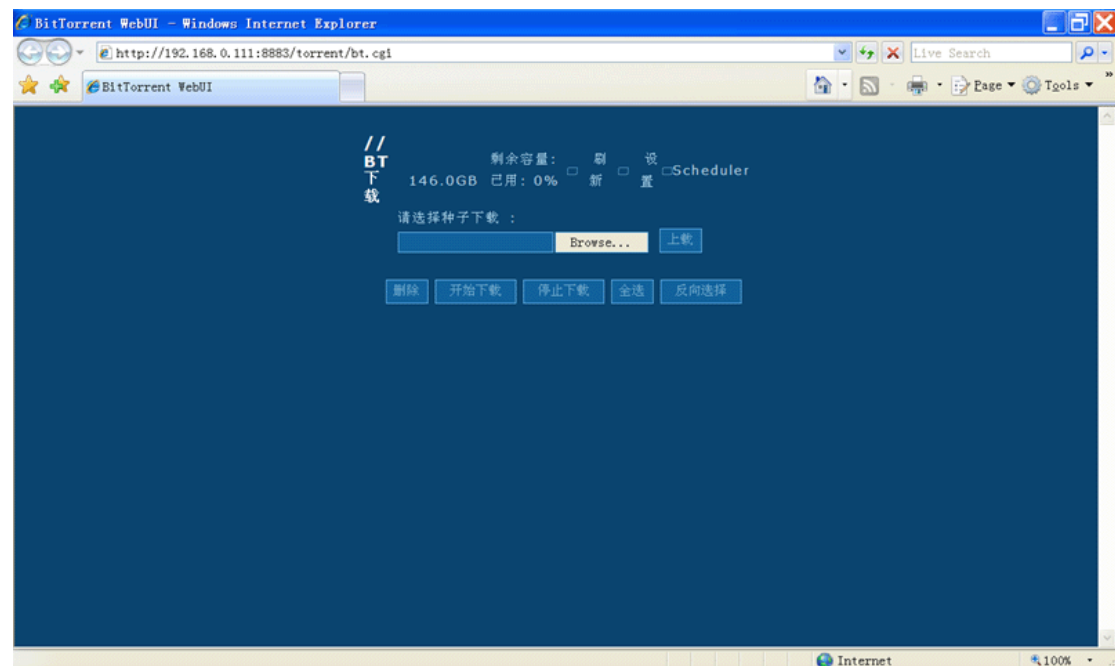 BitTorrent WebUI - Windows Internet Explorer
http://192.168.0.111:8883/torrent/bt.cgi
Live Search
BitTorrent WebUI
Page
Tools
//
BT
下
载
146.0GB
剩余容量:
已用: 0%
刷
新
设
置
Scheduler
请选择种子下载 :
Browse...
上载
删除 开始下载 停止下载 全选 反向选择
Internet
100%